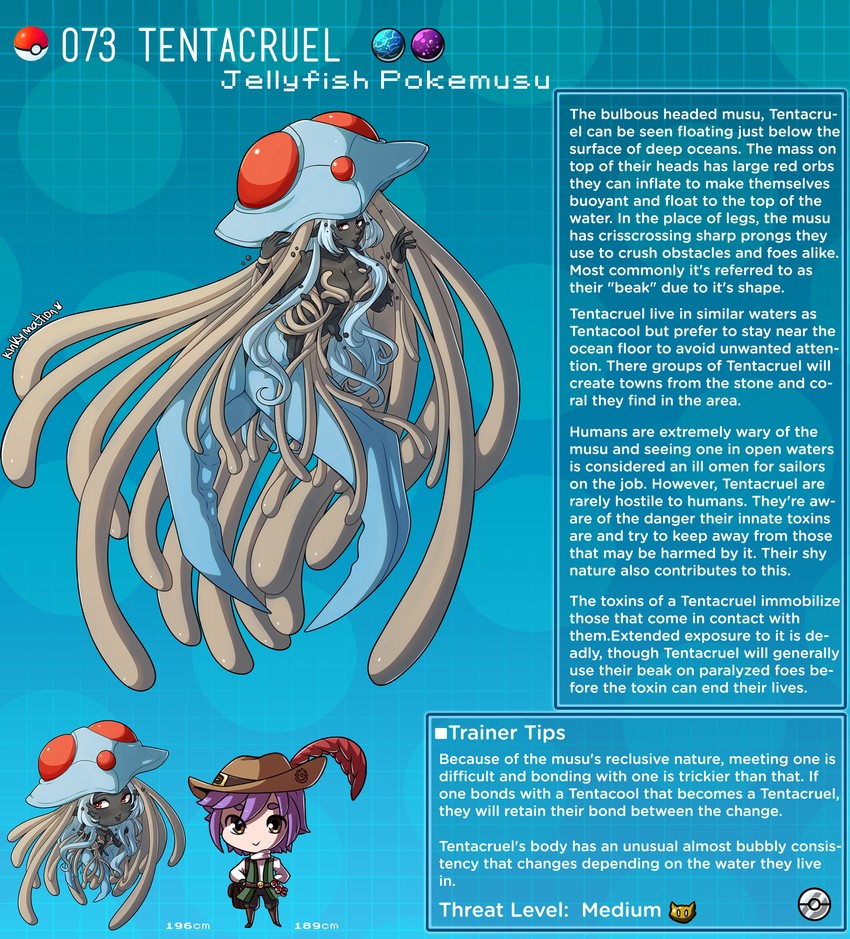 073 TENTACRUEL
Jellyfish Pokemusu
The bulbous headed musu, Tentacru-
el can be seen floating just below the
surface of deep oceans. The mass on
top of their heads has large red orbs
they can inflate to make themselves
buoyant and float to the top of the
water. In the place of legs, the musu
has crisscrossing sharp prongs they
use to crush obstacles and foes alike.
Most commonly it's referred to as
their "beak" due to it's shape.
Tentacruel live in similar waters as
Tentacool but prefer to stay near the
ocean floor to avoid unwanted atten-
tion. There groups of Tentacruel will
create towns from the stone and co-
ral they find in the area.
Humans are extremely wary of the
musu and seeing one in open waters
is considered an ill omen for sailors
on the job. However, Tentacruel are
rarely hostile to humans. They're aw-
are of the danger their innate toxins
are and try to keep away from those
that may be harmed by it. Their shy
nature also contributes to this.
The toxins of a Tentacruel immobilize
those that come in contact with
them.Extended exposure to it is de-
adly, though Tentacruel will generally
use their beak on paralyzed foes be-
fore the toxin can end their lives.
kinkymation
Trainer Tips
Because of the musu's reclusive nature, meeting one is
difficult and bonding with one is trickier than that. If
one bonds with a Tentacool that becomes a Tentacruel,
they will retain their bond between the change.
Tentacruel's body has an unusual almost bubbly consis-
tency that changes depending on the water they live
in.
Threat Level: Medium
196cm
189cm